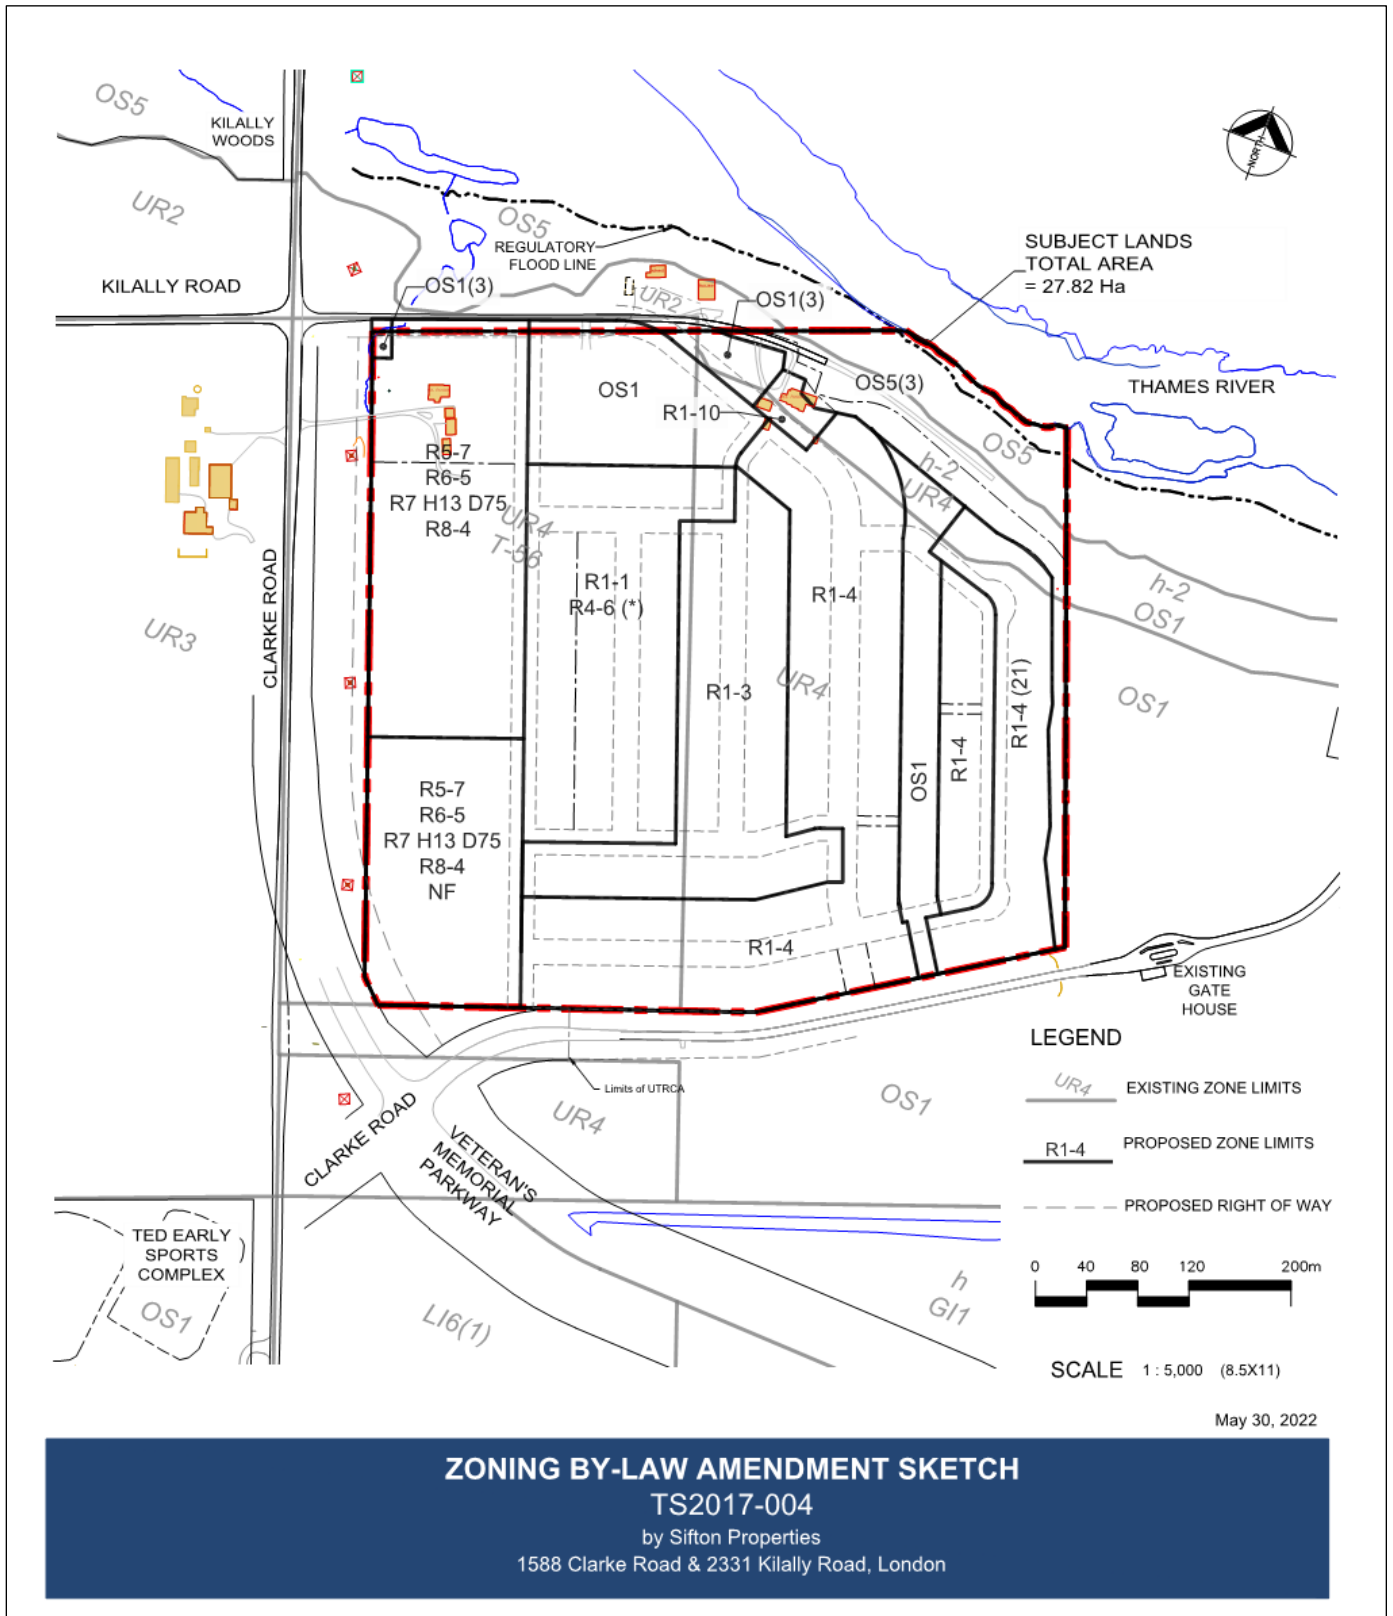 OS5
KILALLY
WOODS
UR2
KILALLY ROAD
OS5
REGULATORY
FLOOD LINE
NORTH
SUBJECT LANDS
TOTAL AREA
= 27.82 Ha
OS1(3)
UR2
OS1(3)
OS1
R1-10
OS5(3)
THAMES RIVER
OS5
h-2
UR4
R5-7
R6-5
R7 H13 D75
R8-4
UR4
T-56
R1-1
R4-6 (*)
R1-4
h-2
OS1
CLARKE ROAD
UR3
R1-3
UR4
R1-4 (21)
OS1
R1-4
OS1
R5-7
R6-5
R7 H13 D75
R8-4
NF
R1-4
EXISTING
GATE
HOUSE
LEGEND
UR4 EXISTING ZONE LIMITS
R1-4 PROPOSED ZONE LIMITS
PROPOSED RIGHT OF WAY
Limits of UTRCA
UR4
OS1
CLARKE ROAD
VETERAN'S
MEMORIAL
PARKWAY
TED EARLY
SPORTS
COMPLEX
OS1
LI6(1)
h
GI1
0 40 80 120 200m
SCALE 1 : 5,000 (8.5X11)
May 30, 2022
ZONING BY-LAW AMENDMENT SKETCH
TS2017-004
by Sifton Properties
1588 Clarke Road & 2331 Kilally Road, London